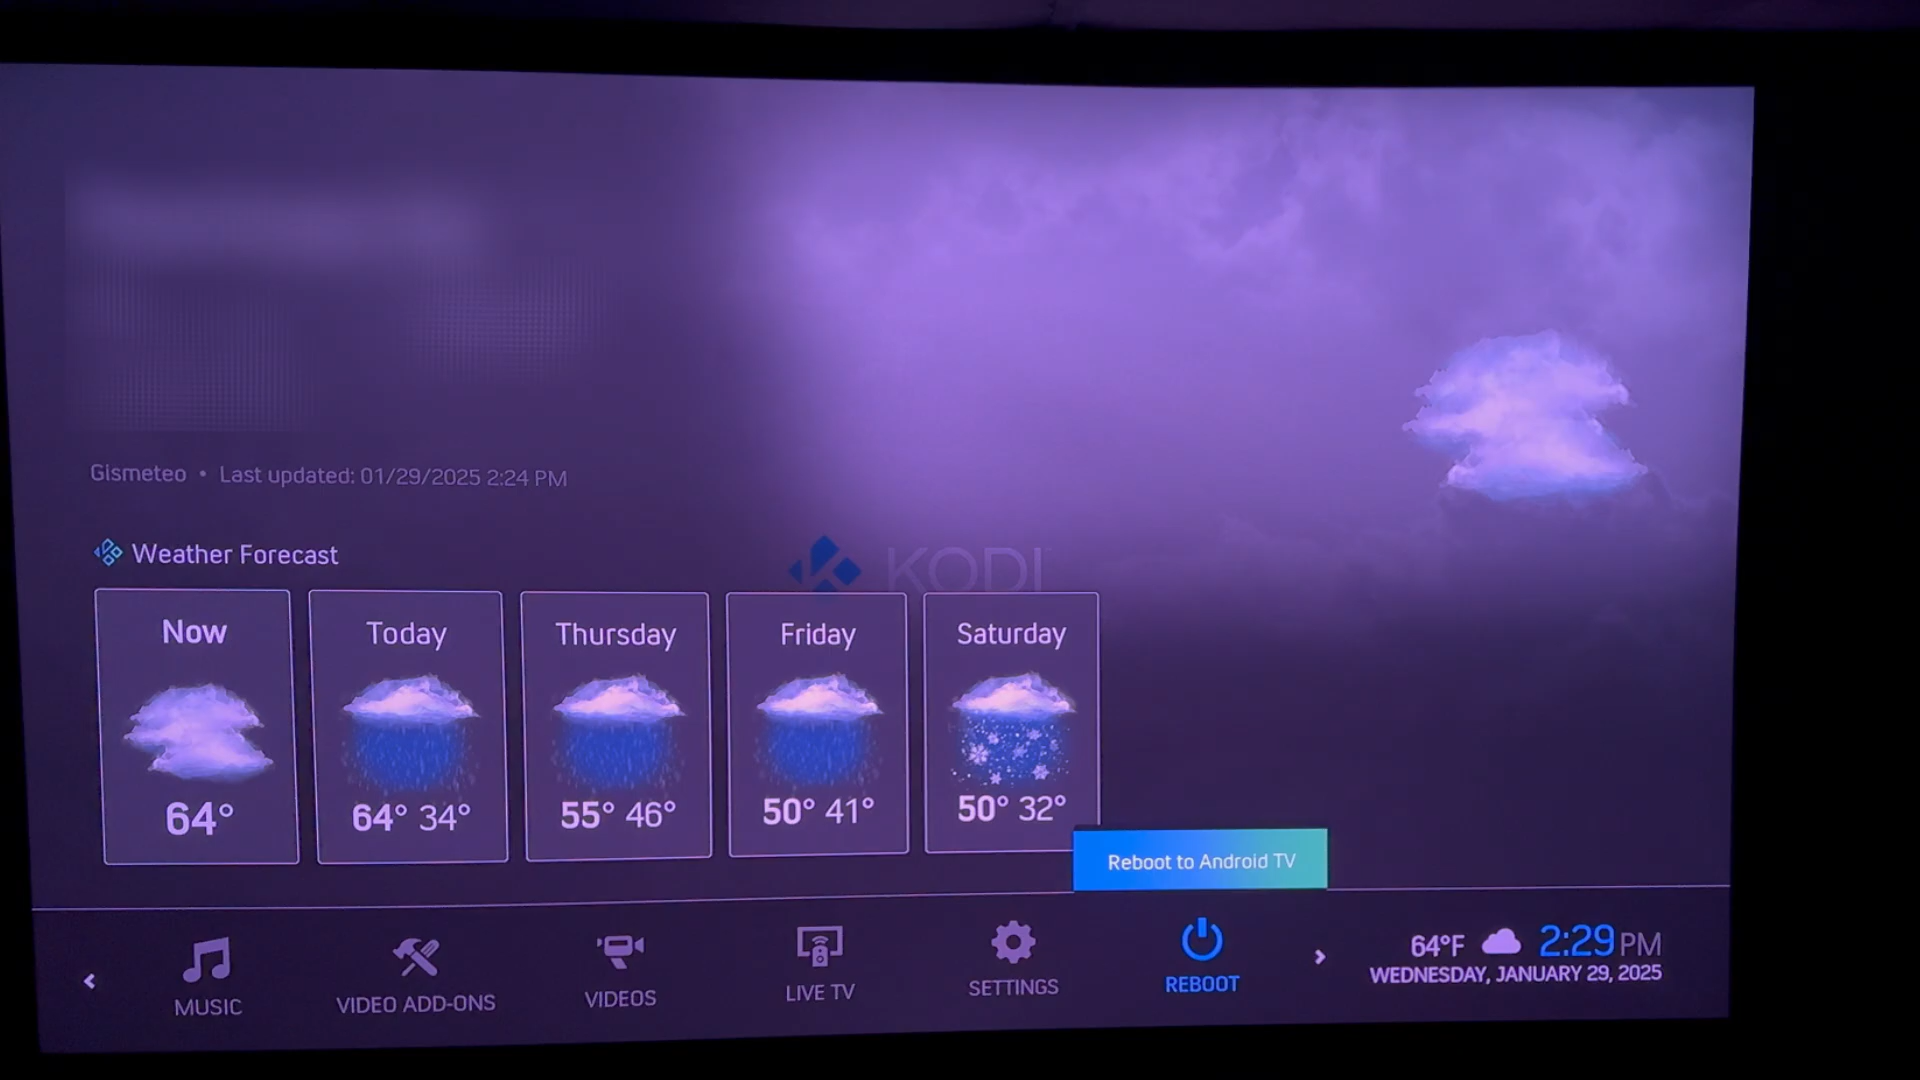 Gismeteo • Last updated: 01/29/2025 2:24 PM
Weather Forecast
KODI
Now
64°
Today
64° 34°
Thursday
55° 46°
Friday
50° 41°
Saturday
50° 32°
Reboot to Android TV
MUSIC
VIDEO ADD-ONS
VIDEOS
LIVE TV
SETTINGS
REBOOT
64°F 2:29 PM
WEDNESDAY, JANUARY 29, 2025